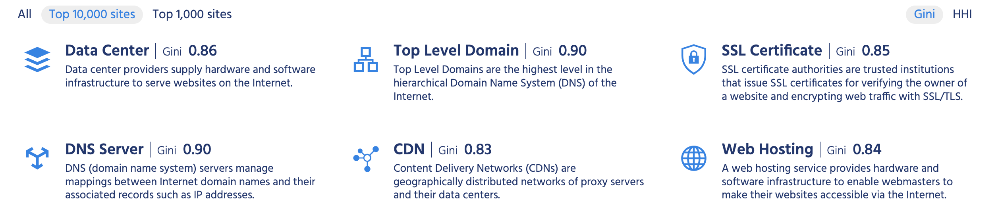 All Top 10,000 sites Top 1,000 sites Gini HHI
Data Center | Gini 0.86
Data center providers supply hardware and software
infrastructure to serve websites on the Internet.
Top Level Domain | Gini 0.90
Top Level Domains are the highest level in the
hierarchical Domain Name System (DNS) of the
Internet.
SSL Certificate | Gini 0.85
SSL certificate authorities are trusted institutions
that issue SSL certificates for verifying the owner of
a website and encrypting web traffic with SSL/TLS.
DNS Server | Gini 0.90
DNS (domain name system) servers manage
mappings between Internet domain names and their
associated records such as IP addresses.
CDN | Gini 0.83
Content Delivery Networks (CDNs) are
geographically distributed networks of proxy servers
and their data centers.
Web Hosting | Gini 0.84
A web hosting service provides hardware and
software infrastructure to enable webmasters to
make their websites accessible via the Internet.